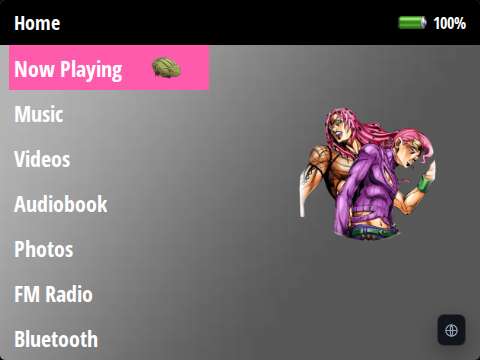 Home
100%
Now Playing
Music
Videos
Audiobook
Photos
FM Radio
Bluetooth